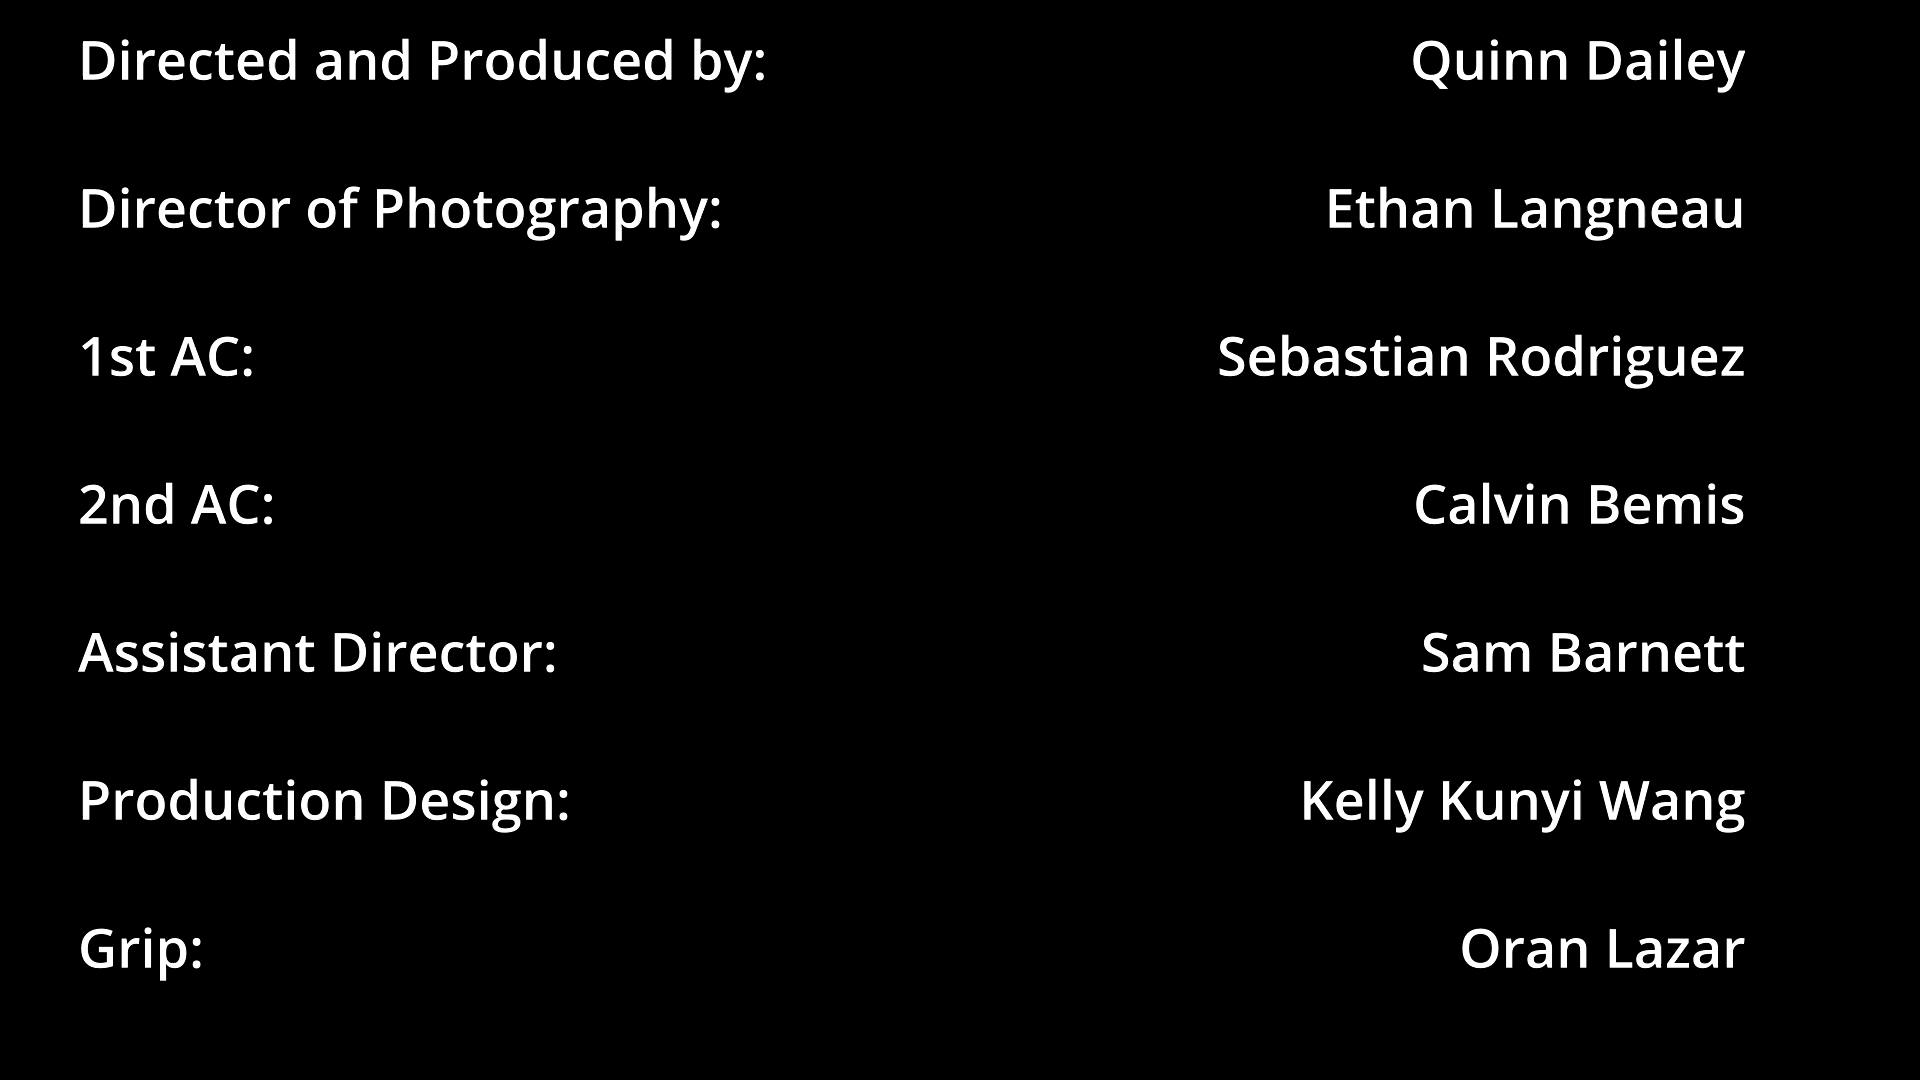 Directed and Produced by: Quinn Dailey
Director of Photography: Ethan Langneau
1st AC: Sebastian Rodriguez
2nd AC: Calvin Bemis
Assistant Director: Sam Barnett
Production Design: Kelly Kunyi Wang
Grip: Oran Lazar